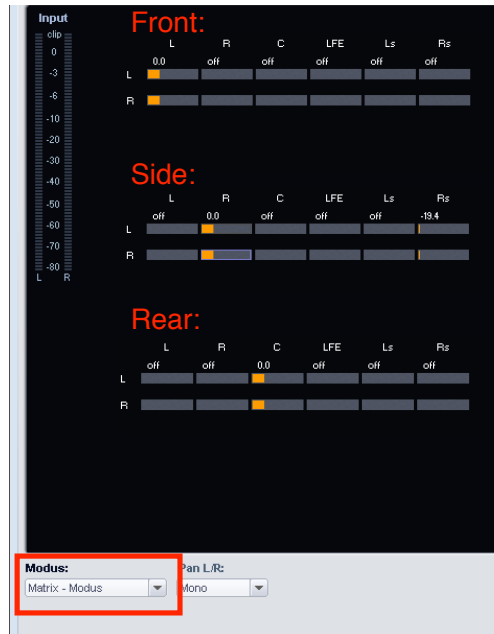 Input
clip
0
-3
-6
-10
-20
-30
-40
-50
-60
-70
-80
L R
Front:
L R C LFE Ls Rs
0.0 off off off off off
L
R
Side:
L R C LFE Ls Rs
off 0.0 off off off -19.4
L
R
Rear:
L R C LFE Ls Rs
off off 0.0 off off off
L
R
Modus: Pan L/R:
Matrix - Modus Mono